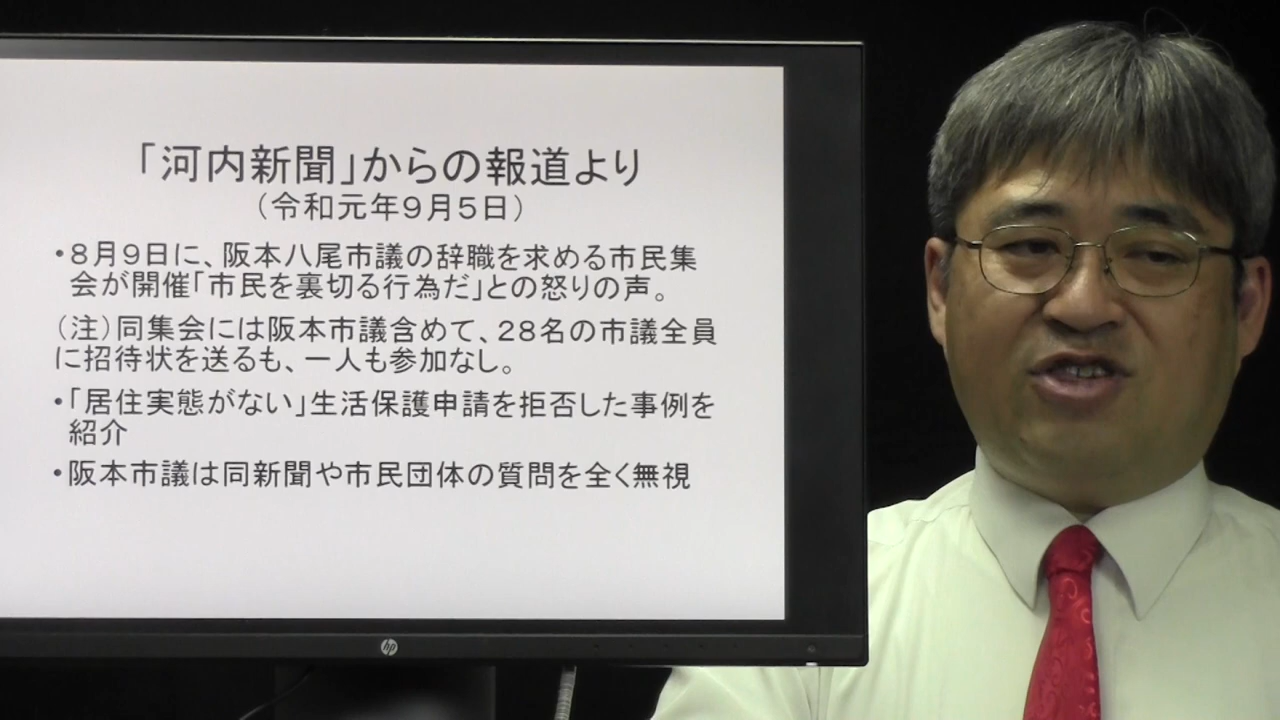 「河内新聞」からの報道より
（令和元年９月５日）
・８月９日に、阪本八尾市議の辞職を求める市民集
会が開催「市民を裏切る行為だ」との怒りの声。
（注）同集会には阪本市議含めて、２８名の市議全員
に招待状を送るも、一人も参加なし。
・「居住実態がない」生活保護申請を拒否した事例を
紹介
・阪本市議は同新聞や市民団体の質問を全く無視
hp